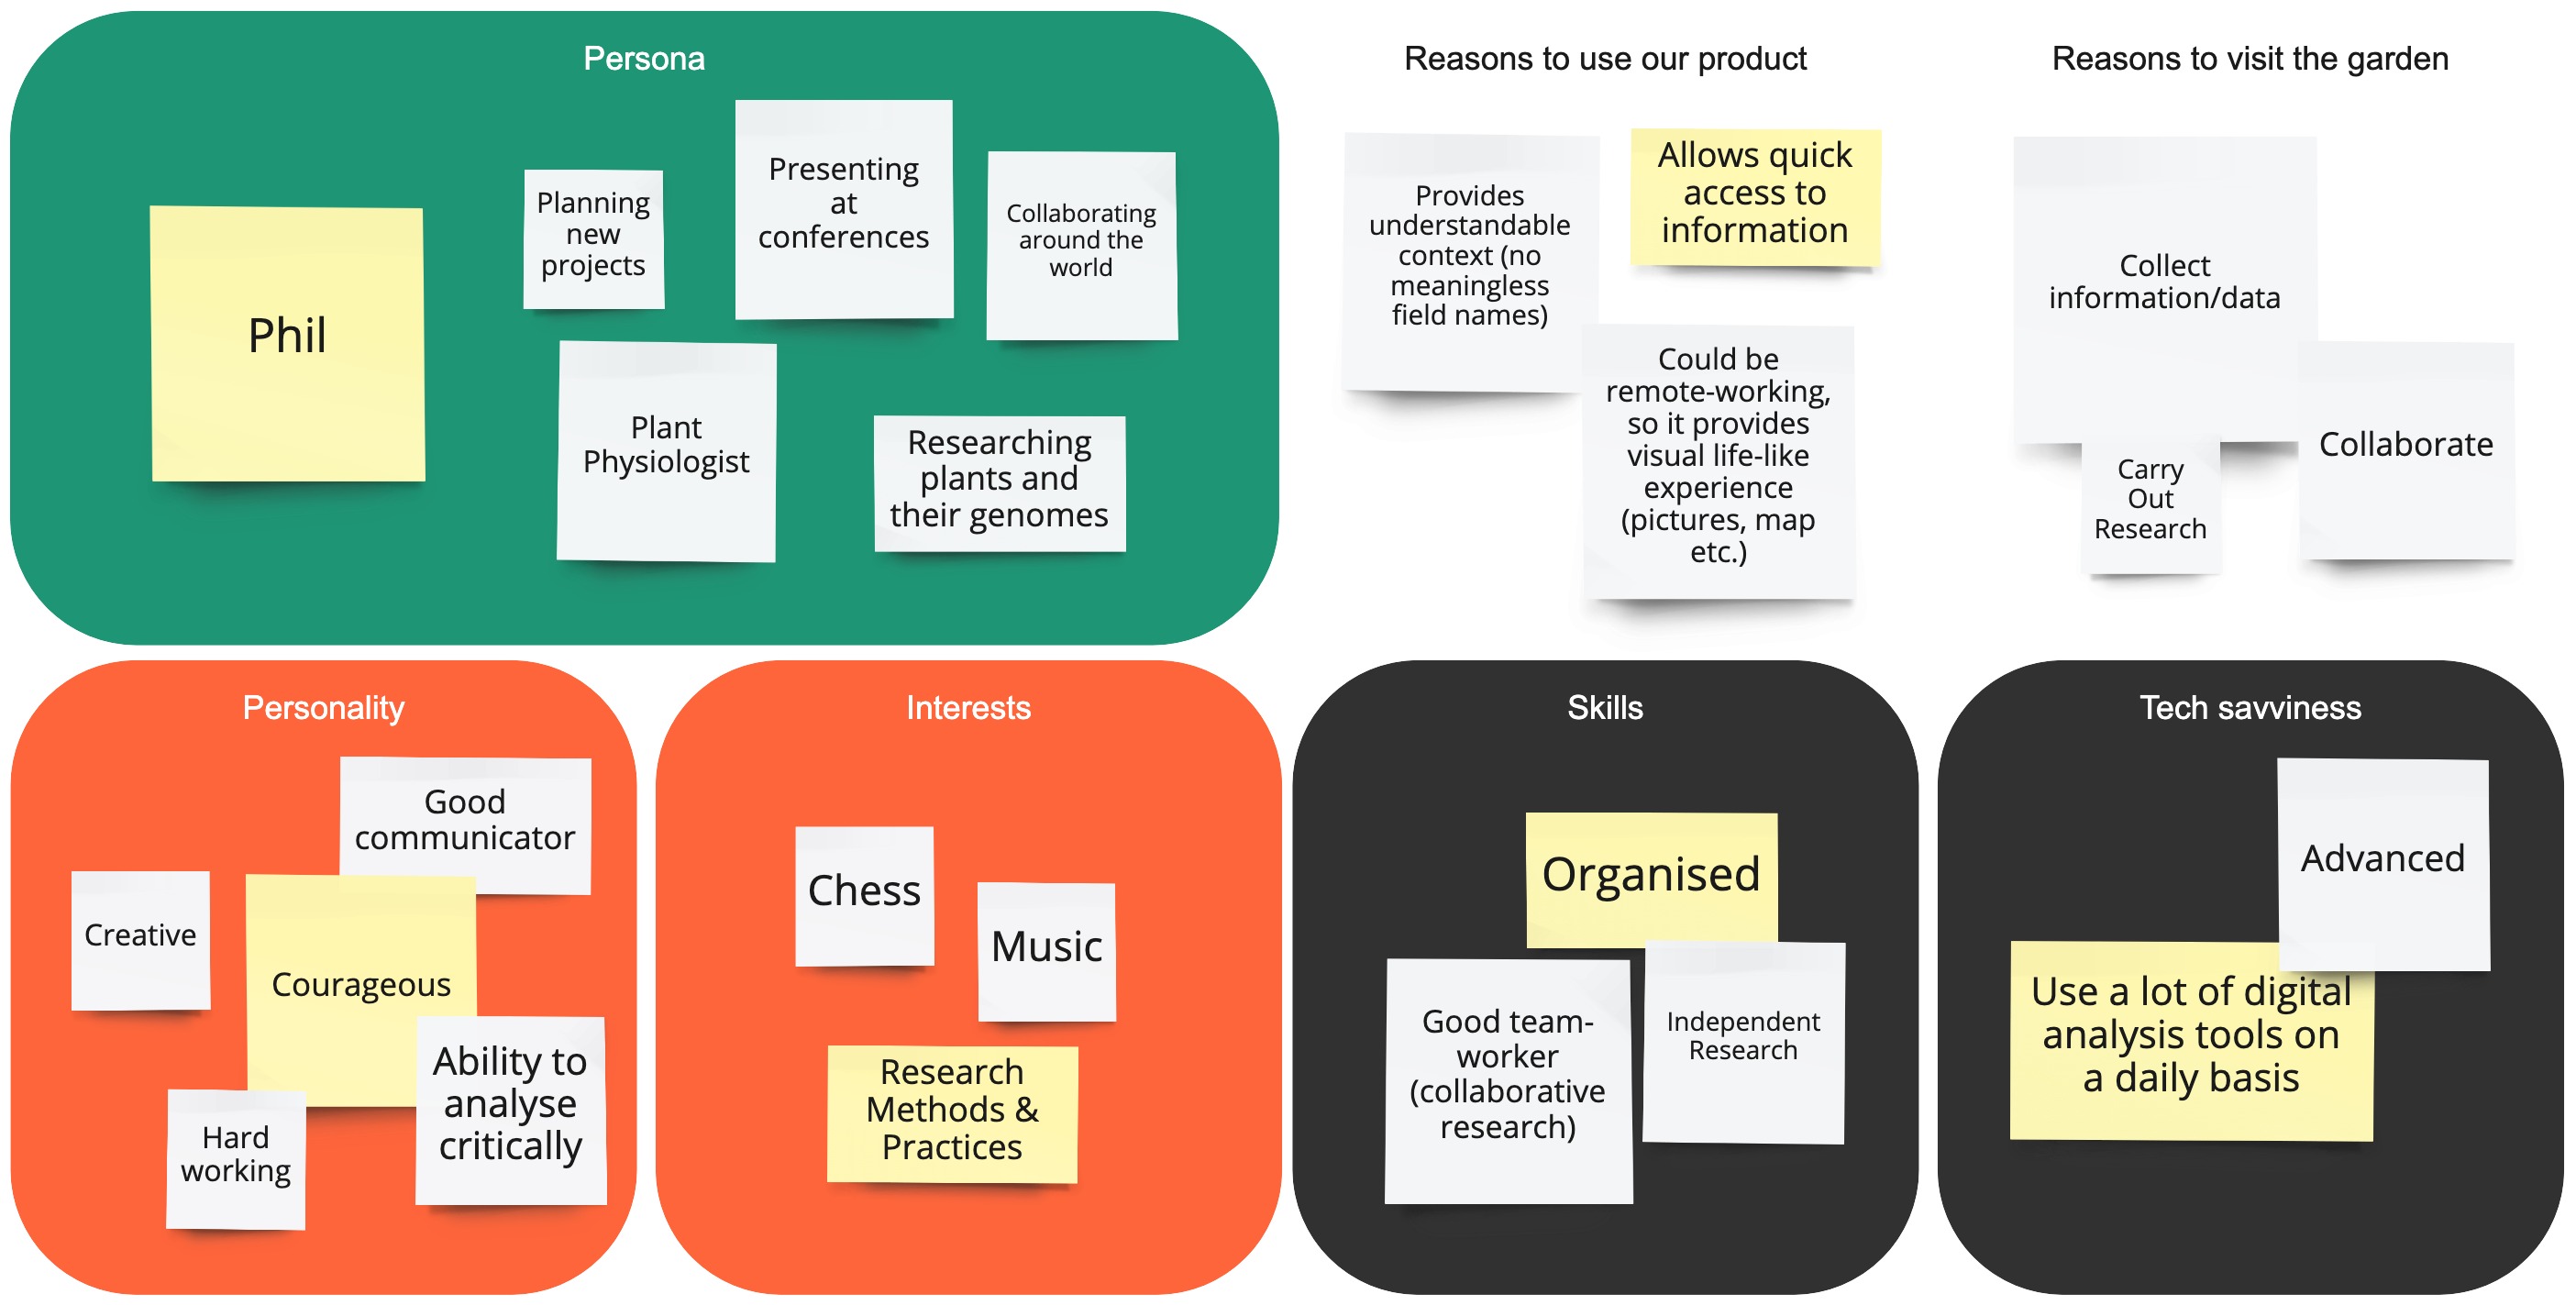 Persona
Phil
Planning
new
projects
Presenting
at
conferences
Collaborating
around the
world
Plant
Physiologist
Researching
plants and
their genomes
Reasons to use our product
Provides
understandable
context (no
meaningless
field names)
Allows quick
access to
information
Could be
remote-working,
so it provides
visual life-like
experience
(pictures, map
etc.)
Reasons to visit the garden
Collect
information/data
Carry
Out
Research
Collaborate
Personality
Good
communicator
Creative
Courageous
Ability to
analyse
critically
Hard
working
Interests
Chess
Music
Research
Methods &
Practices
Skills
Organised
Good team-
worker
(collaborative
research)
Independent
Research
Tech savviness
Advanced
Use a lot of digital
analysis tools on
a daily basis